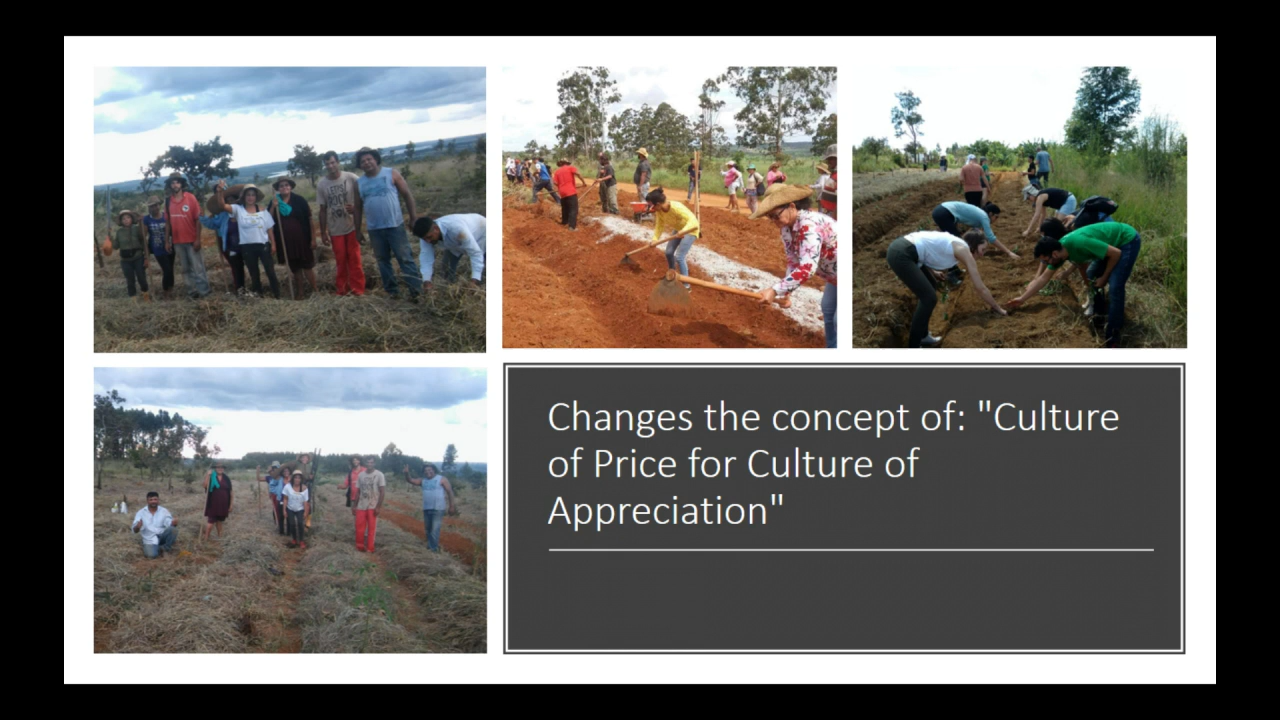 Changes the concept of: "Culture
of Price for Culture of
Appreciation"